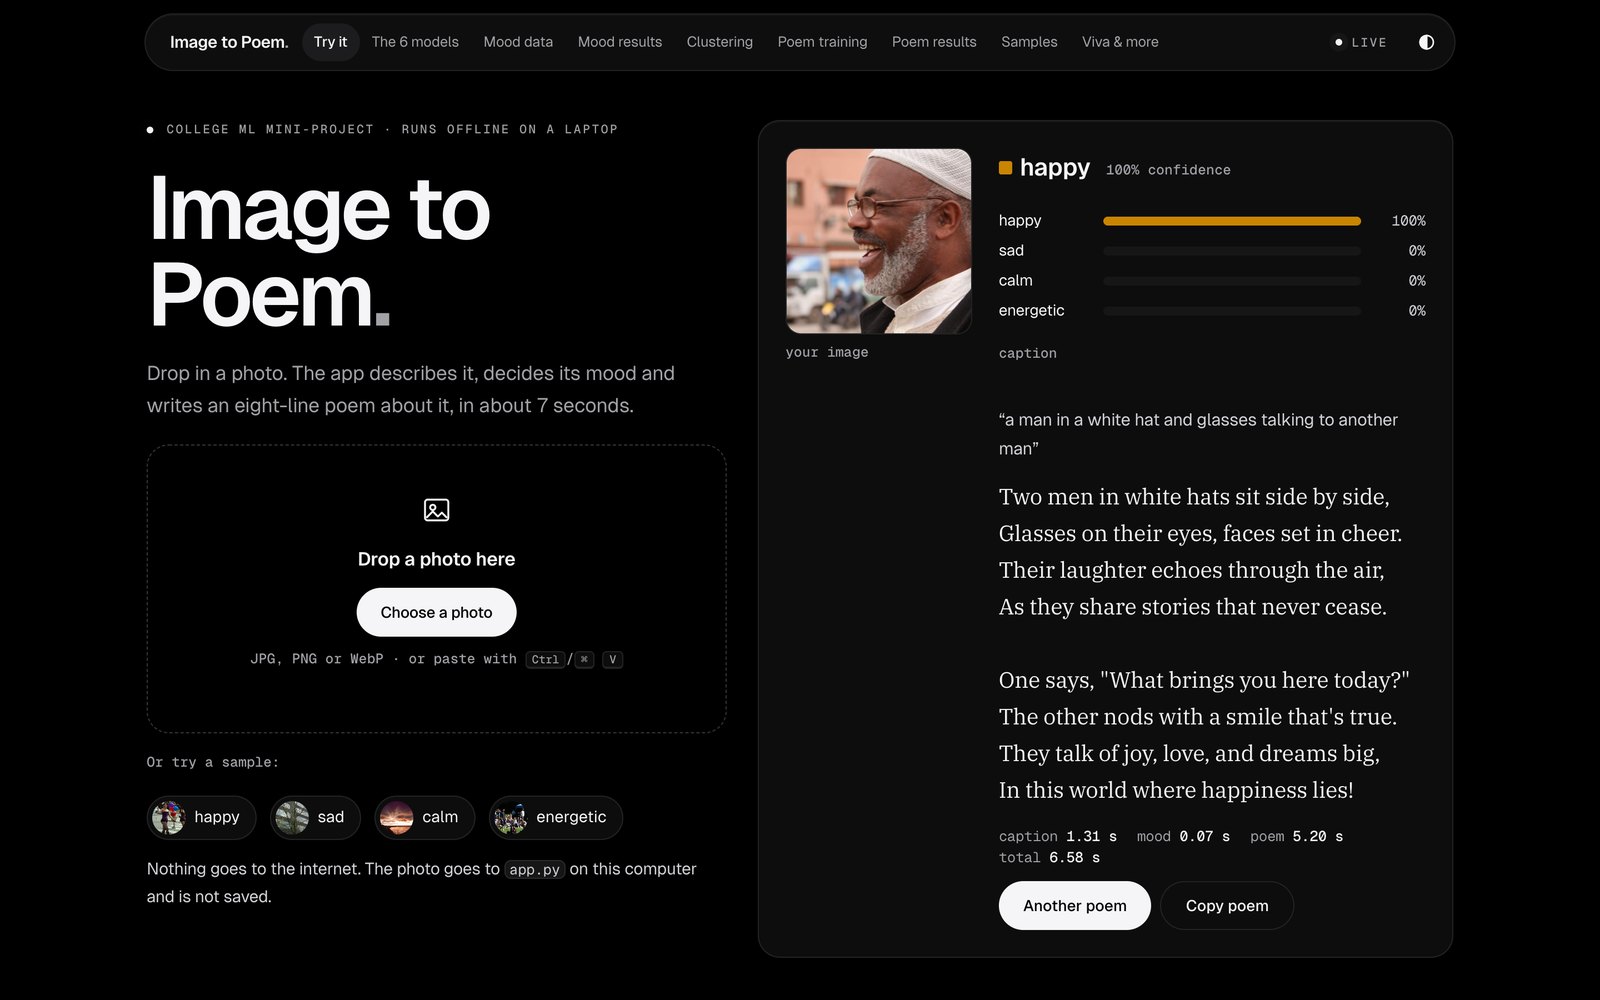 Image to Poem.
Try it
The 6 models
Mood data
Mood results
Clustering
Poem training
Poem results
Samples
Viva & more
LIVE
COLLEGE ML MINI-PROJECT · RUNS OFFLINE ON A LAPTOP
Image to
Poem.
Drop in a photo. The app describes it, decides its mood and
writes an eight-line poem about it, in about 7 seconds.
Drop a photo here
Choose a photo
JPG, PNG or WebP · or paste with Ctrl/⌘ V
Or try a sample:
happy
sad
calm
energetic
Nothing goes to the internet. The photo goes to app.py on this computer
and is not saved.
your image
happy 100% confidence
happy 100%
sad 0%
calm 0%
energetic 0%
caption
“a man in a white hat and glasses talking to another
man”
Two men in white hats sit side by side,
Glasses on their eyes, faces set in cheer.
Their laughter echoes through the air,
As they share stories that never cease.
One says, "What brings you here today?"
The other nods with a smile that's true.
They talk of joy, love, and dreams big,
In this world where happiness lies!
caption 1.31 s mood 0.07 s poem 5.20 s
total 6.58 s
Another poem
Copy poem